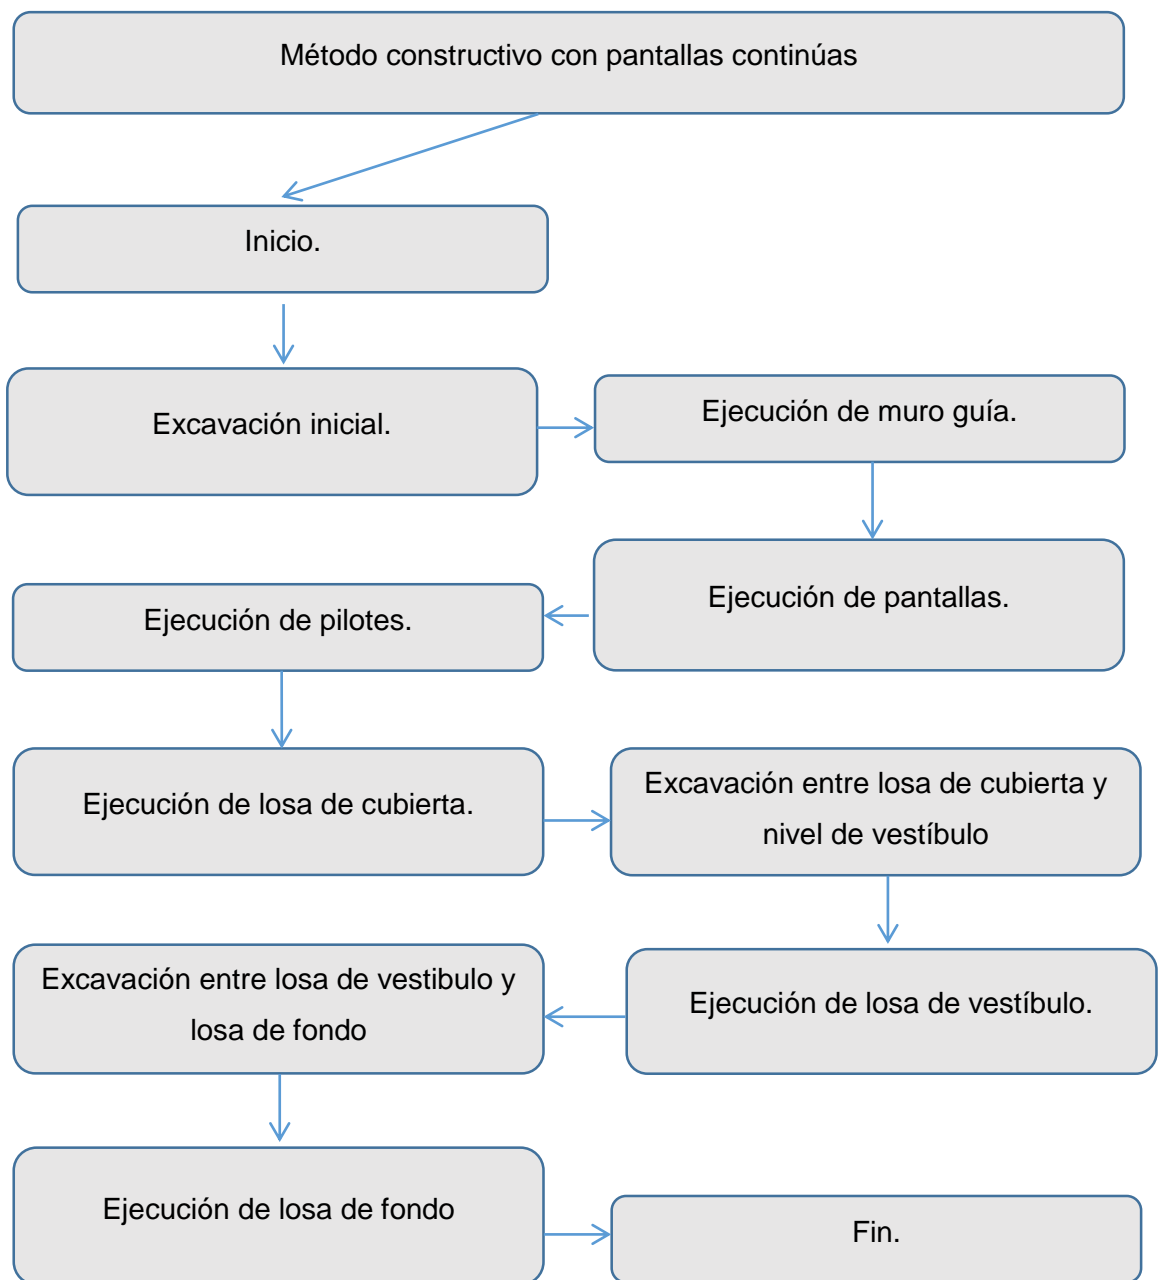 Método constructivo con pantallas continúas
Inicio.
Excavación inicial.
Ejecución de muro guía.
Ejecución de pantallas.
Ejecución de pilotes.
Ejecución de losa de cubierta.
Excavación entre losa de cubierta y
nivel de vestíbulo
Ejecución de losa de vestíbulo.
Excavación entre losa de vestibulo y
losa de fondo
Ejecución de losa de fondo
Fin.